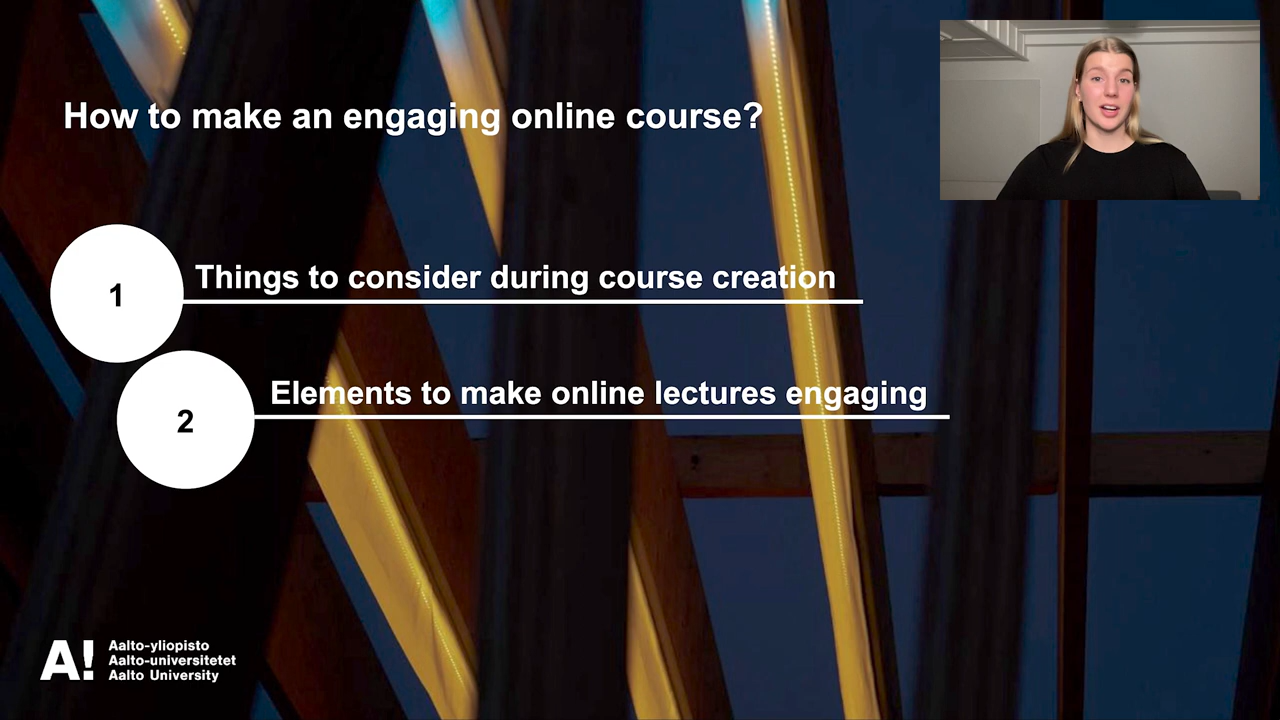 How to make an engaging online course?
1
Things to consider during course creation
2
Elements to make online lectures engaging
A!
Aalto-yliopisto
Aalto-universitetet
Aalto University